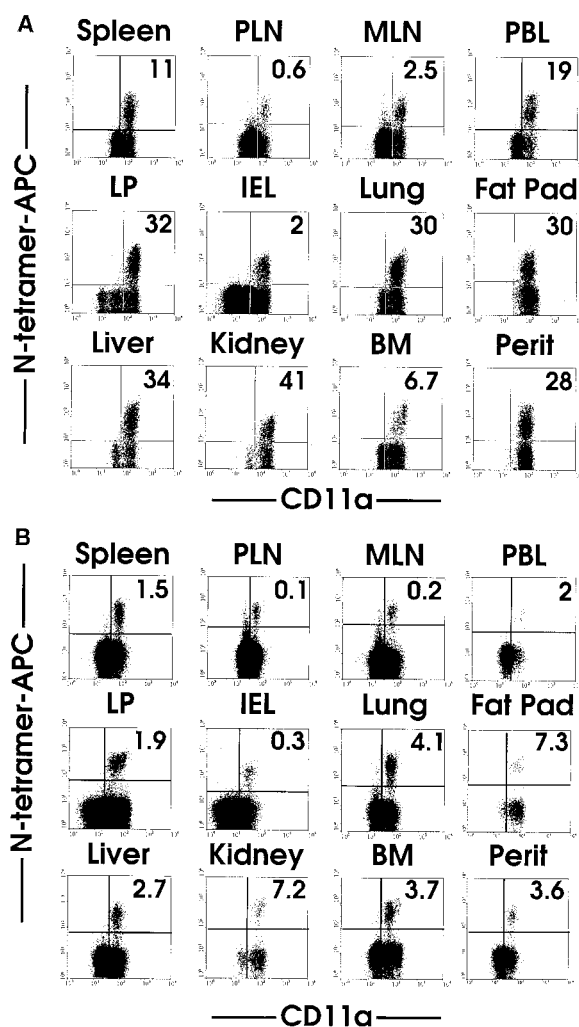 A
Spleen PLN MLN PBL
11 0.6 2.5 19
LP IEL Lung Fat Pad
32 2 30 30
Liver Kidney BM Perit
34 41 6.7 28
N-tetramer-APC
CD11a
B
Spleen PLN MLN PBL
1.5 0.1 0.2 2
LP IEL Lung Fat Pad
1.9 0.3 4.1 7.3
Liver Kidney BM Perit
2.7 7.2 3.7 3.6
N-tetramer-APC
CD11a